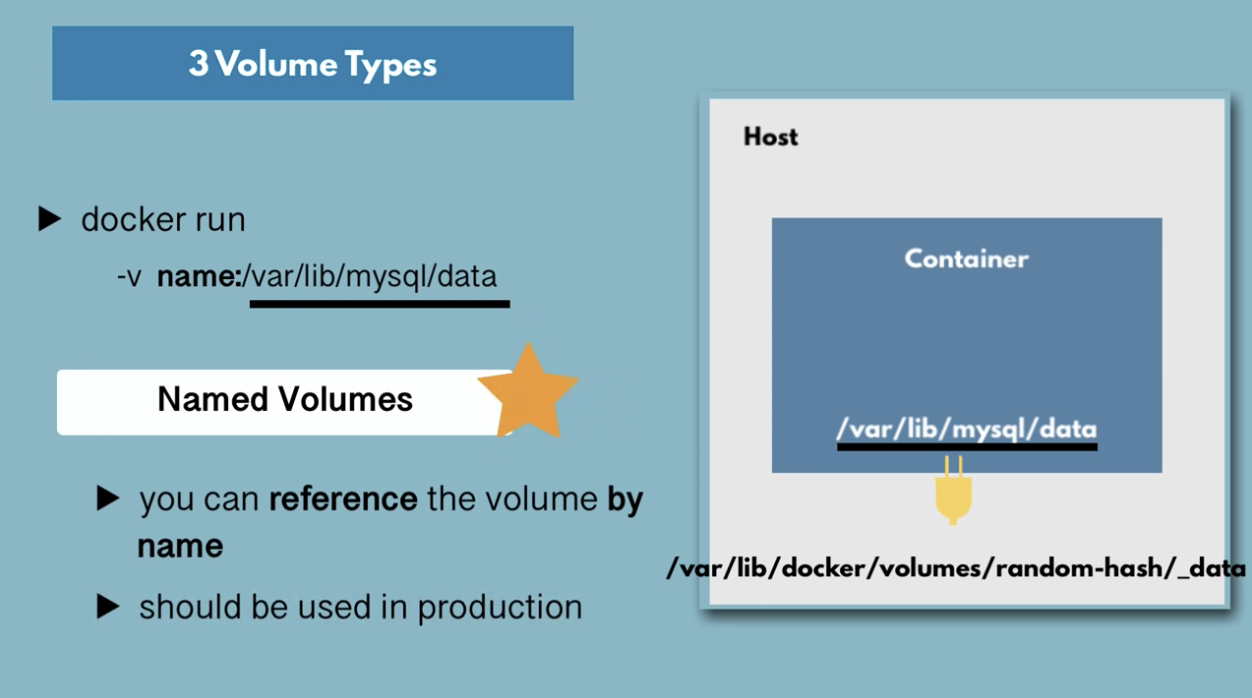 3 Volume Types
docker run
-v name:/var/lib/mysql/data
Named Volumes
you can reference the volume by
name
should be used in production
Host
Container
/var/lib/mysql/data
/var/lib/docker/volumes/random-hash/_data